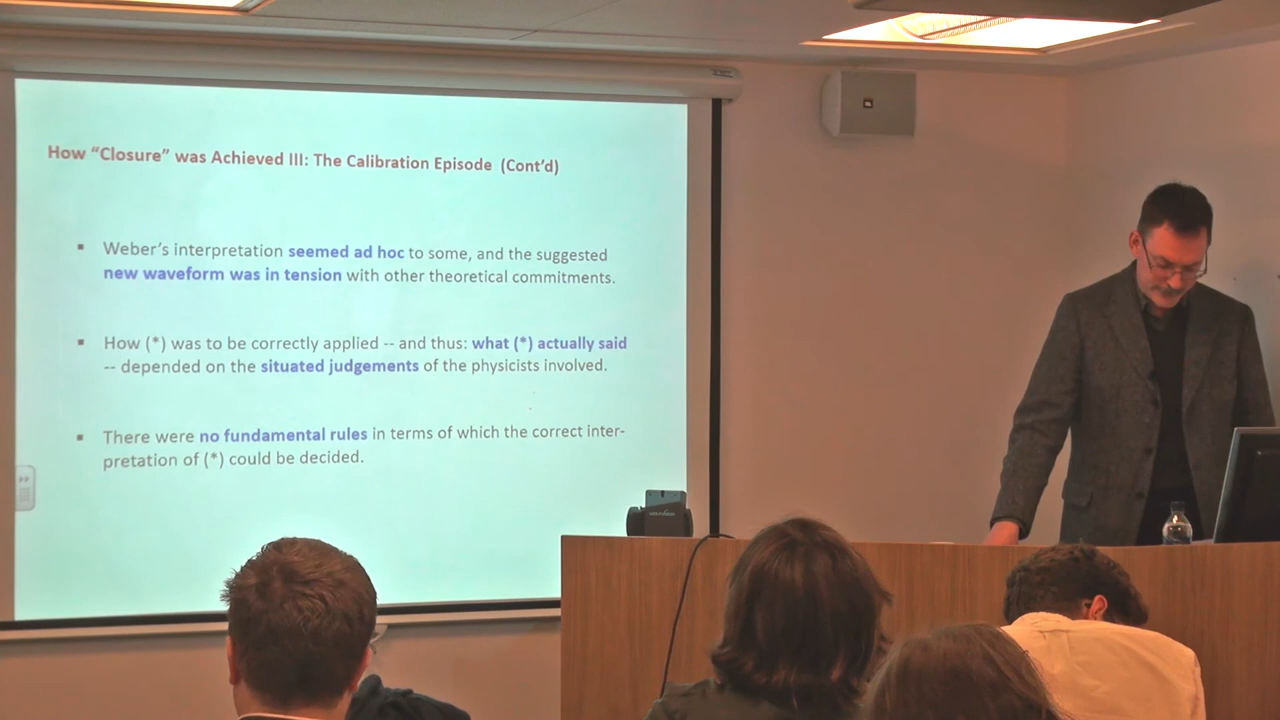 How “Closure” was Achieved III: The Calibration Episode (Cont’d)
▪ Weber’s interpretation seemed ad hoc to some, and the suggested
new waveform was in tension with other theoretical commitments.
▪ How (*) was to be correctly applied -- and thus: what (*) actually said
-- depended on the situated judgements of the physicists involved.
▪ There were no fundamental rules in terms of which the correct inter-
pretation of (*) could be decided.